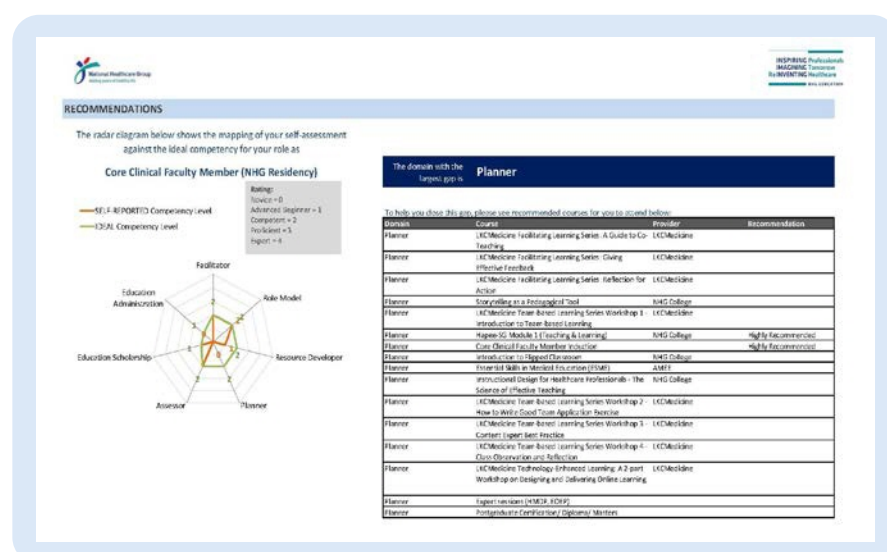 National Healthcare Group
INSPIRING Professionals
IMAGINING Tomorrow
Re INVENTING Healthcare
NHG EDUCATION
RECOMMENDATIONS
The radar diagram below shows the mapping of your self-assessment
against the ideal competency for your role as
Core Clinical Faculty Member (NHG Residency)
Rating:
Novice = 0
Advanced Beginner = 1
Competent = 2
Proficient = 3
Expert = 4
SELF-REPORTED Competency Level
IDEAL Competency Level
Facilitator
Role Model
Resource Developer
Planner
Assessor
Education Scholarship
Education
Administration
The domain with the
largest gap is
Planner
To help you close this gap, please see recommended courses for you to attend below:
Domain Course Provider Recommendation
Planner LKCMedicine Facilitating Learning Series: A Guide to Co- LKCMedicine
Teaching
Planner LKCMedicine Facilitating Learning Series: Giving LKCMedicine
Effective Feedback
Planner LKCMedicine Facilitating Learning Series: Reflection for LKCMedicine
Action
Planner Storytelling as a Pedagogical Tool NHG College
Planner LKCMedicine Team-based Learning Series Workshop 1 - LKCMedicine
Introduction to Team-based Learning
Planner Hapee-SG Module 1 (Teaching & Learning) NHG College Highly Recommended
Planner Core Clinical Faculty Member Induction Highly Recommended
Planner Introduction to Flipped Classroom NHG College
Planner Essential Skills in Medical Education (ESME) AMEE
Planner Instructional Design for Healthcare Professionals - The NHG College
Science of Effective Teaching
Planner LKCMedicine Team-based Learning Series Workshop 2 - LKCMedicine
How to Write Good Team Application Exercise
Planner LKCMedicine Team-based Learning Series Workshop 3 - LKCMedicine
Content Expert Best Practice
Planner LKCMedicine Team-based Learning Series Workshop 4 - LKCMedicine
Class Observation and Reflection
Planner LKCMedicine Technology-Enhanced Learning: A 2-part LKCMedicine
Workshop on Designing and Delivering Online Learning
Planner Expert sessions (HMDP, EOEP)
Planner Postgraduate Certification/ Diploma/ Masters